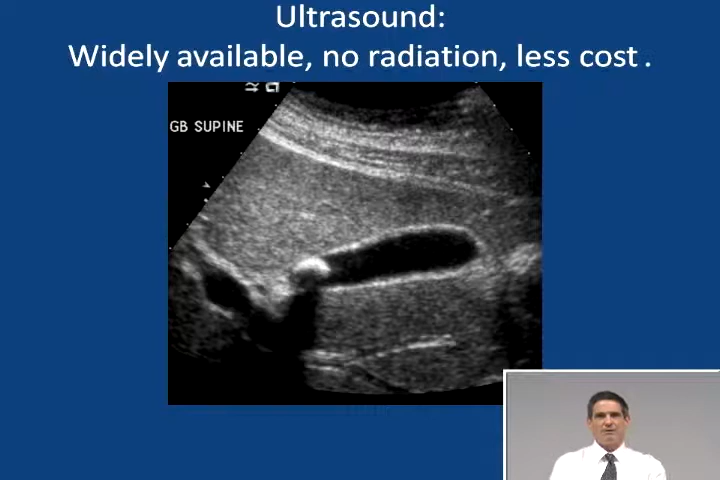 Ultrasound:
Widely available, no radiation, less cost.
GB SUPINE